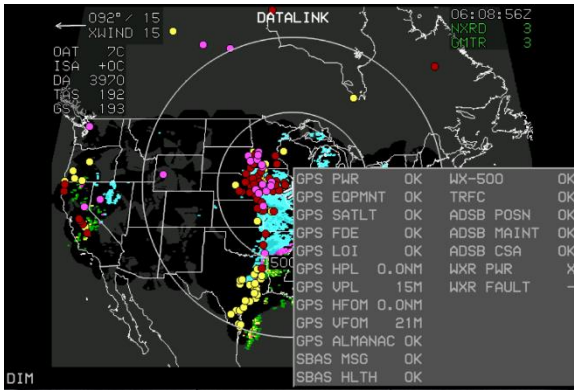 092°/ 15
XWIND 15
DATALINK
06:08:56Z
NXRD 3
GMTR 3
OAT 7C
ISA +0C
DA 3970
TAS 192
GS 193
500
GPS PWR OK WX-500 OK
GPS EQPMNT OK TRFC OK
GPS SATLT OK ADSB POSN OK
GPS FDE OK ADSB MAINT OK
GPS LOI OK ADSB CSA OK
GPS HPL 0.0NM WXR PWR X
GPS VPL 15M WXR FAULT -
GPS HFOM 0.0NM
GPS VFOM 21M
GPS ALMANAC OK
SBAS MSG OK
SBAS HLTH OK
DIM